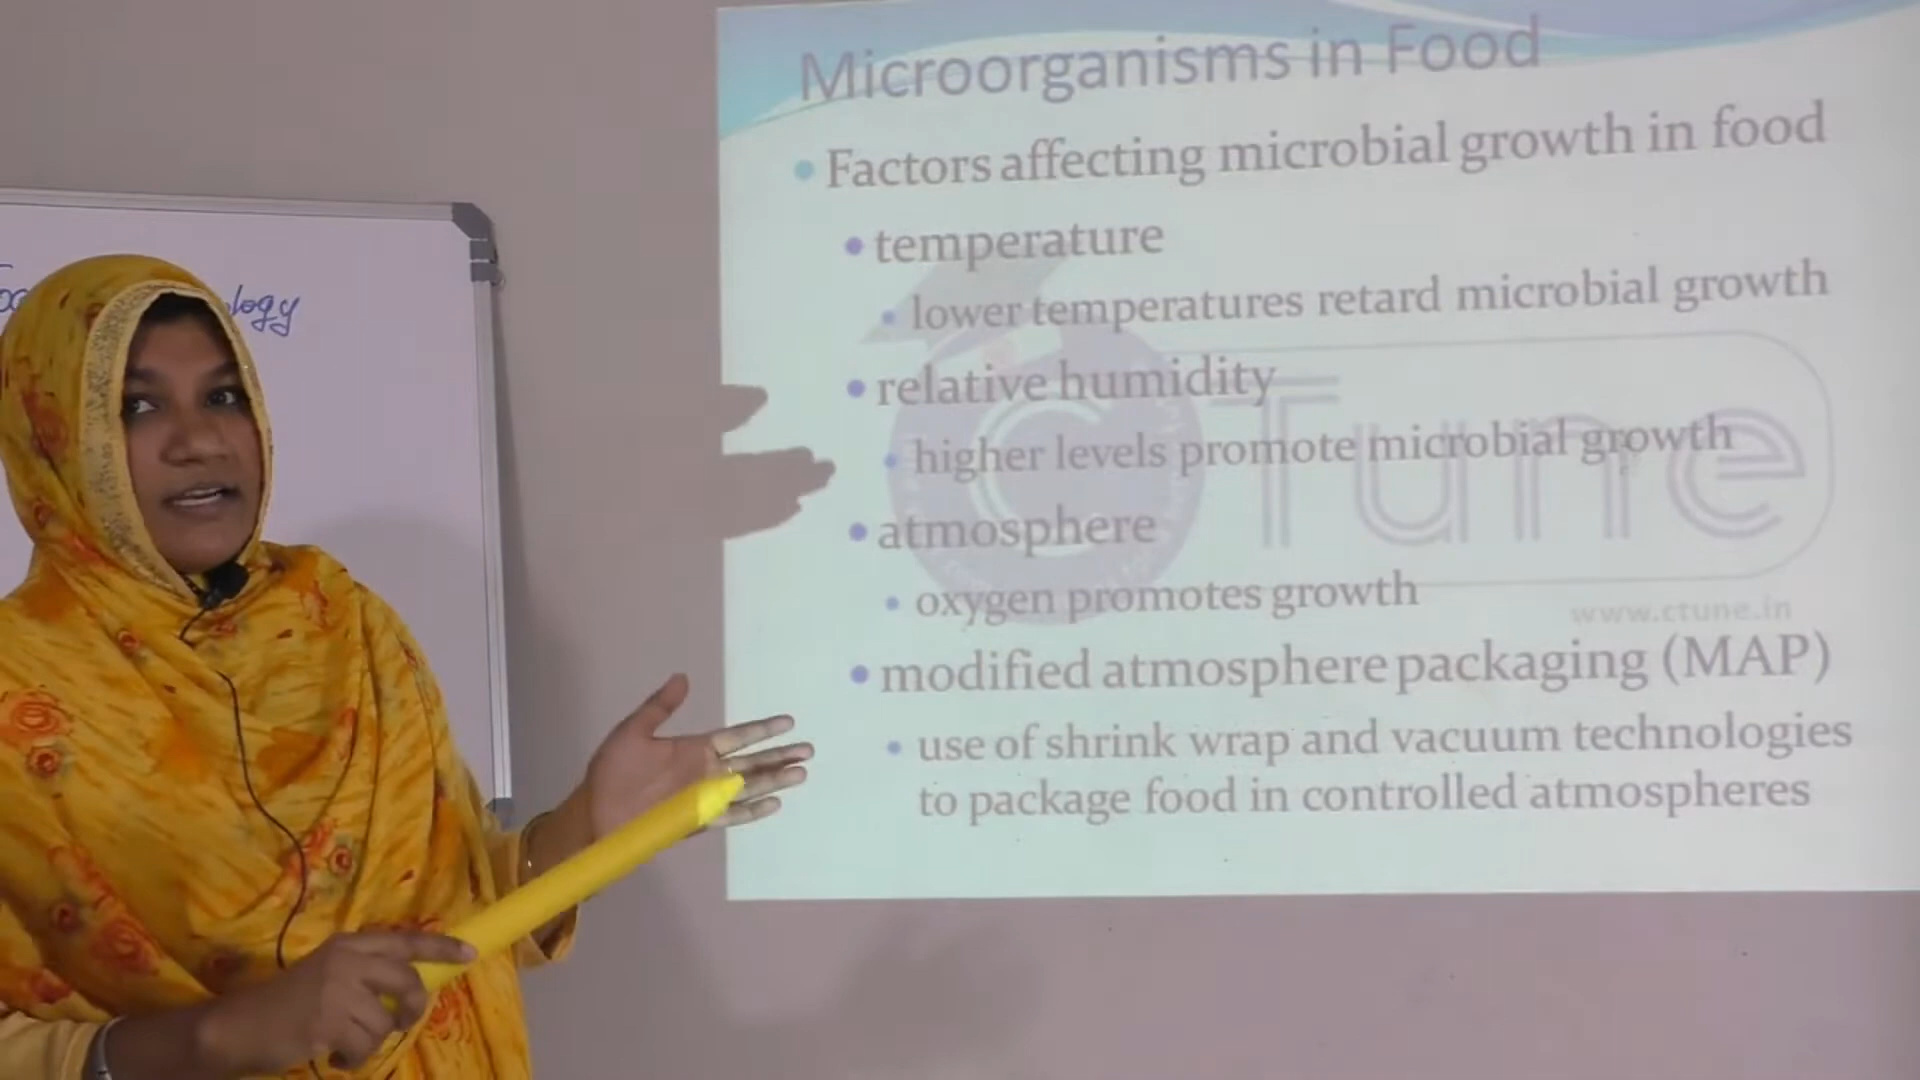 Microorganisms in Food
• Factors affecting microbial growth in food
• temperature
• lower temperatures retard microbial growth
• relative humidity
• higher levels promote microbial growth
• atmosphere
• oxygen promotes growth
• modified atmosphere packaging (MAP)
• use of shrink wrap and vacuum technologies
to package food in controlled atmospheres
cTune
www.ctune.in